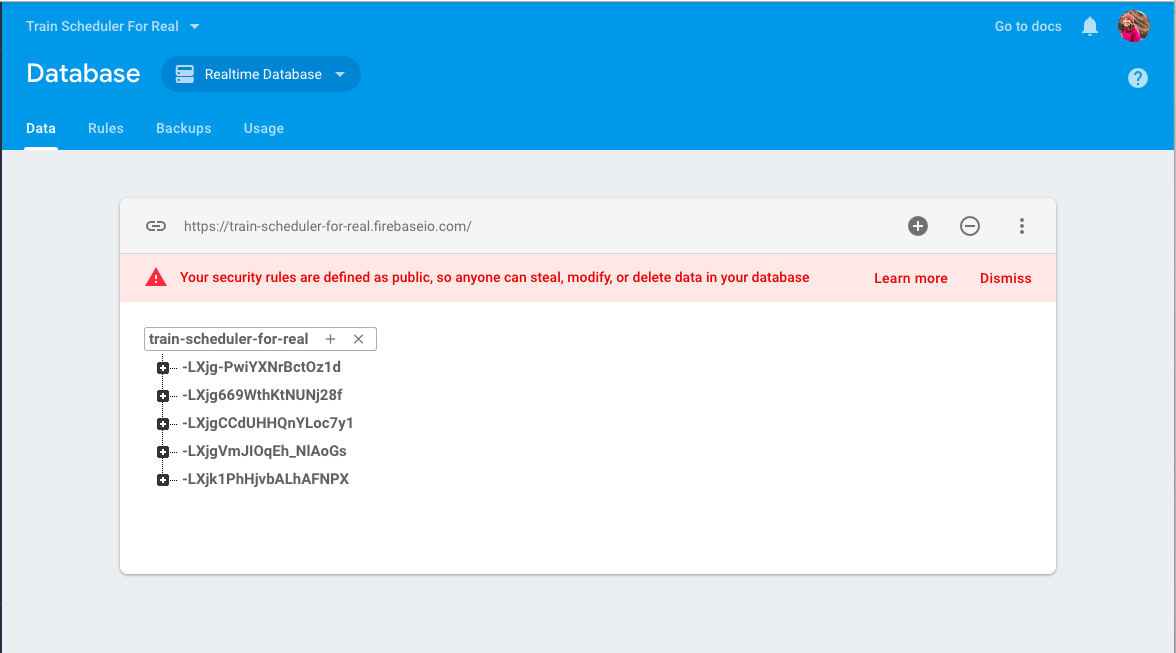 Train Scheduler For Real
Go to docs
Database
Realtime Database
?
Data Rules Backups Usage
https://train-scheduler-for-real.firebaseio.com/
Your security rules are defined as public, so anyone can steal, modify, or delete data in your database
Learn more Dismiss
train-scheduler-for-real + ×
-LXjg-PwiYXNrBctOz1d
-LXjg669WthKtNUNj28f
-LXjgCCdUHHQnYLoc7y1
-LXjgVmJIOqEh_NlAoGs
-LXjk1PhHjvbALhAFNPX